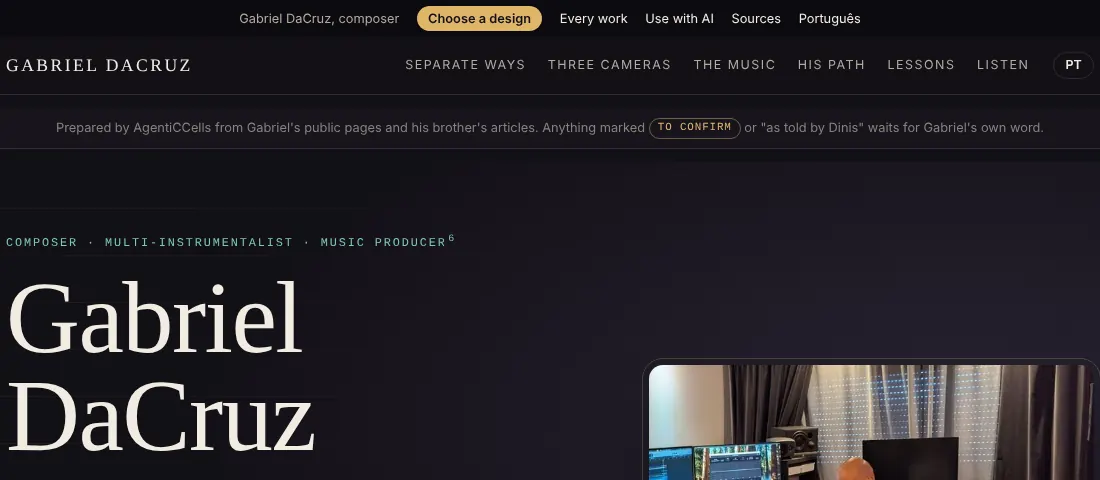 Gabriel DaCruz, composer Choose a design Every work Use with AI Sources Português
GABRIEL DACRUZ SEPARATE WAYS THREE CAMERAS THE MUSIC HIS PATH LESSONS LISTEN PT
Prepared by AgentiCCells from Gabriel's public pages and his brother's articles. Anything marked TO CONFIRM or "as told by Dinis" waits for Gabriel's own word.
COMPOSER · MULTI-INSTRUMENTALIST · MUSIC PRODUCER6
Gabriel
DaCruz